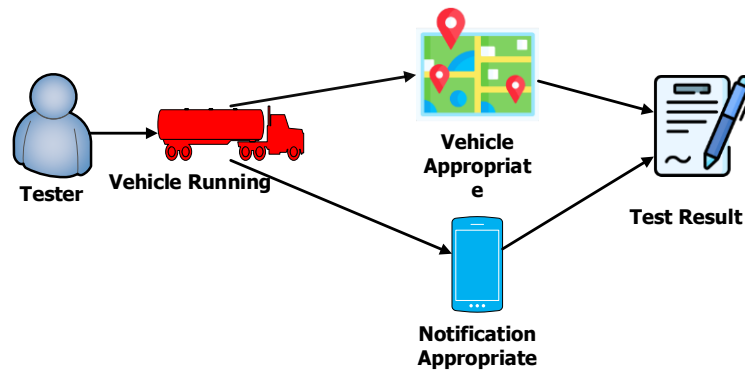 Tester
Vehicle Running
Vehicle
Appropriat
e
Test Result
Notification
Appropriate